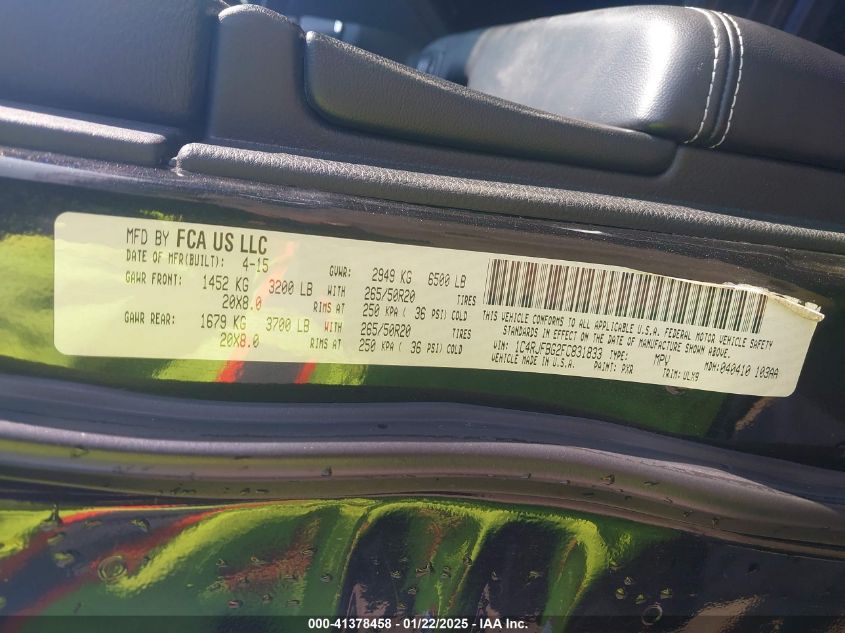 MFD BY FCA US LLC
DATE OF MFR(BUILT): 4-15
GVWR: 2949 KG 6500 LB
GAWR FRONT: 1452 KG 3200 LB WITH 265/50R20 TIRES
20X8.0 RIMS AT 250 KPA ( 36 PSI) COLD
GAWR REAR: 1679 KG 3700 LB WITH 265/50R20 TIRES
20X8.0 RIMS AT 250 KPA ( 36 PSI) COLD
THIS VEHICLE CONFORMS TO ALL APPLICABLE U.S.A. FEDERAL MOTOR VEHICLE SAFETY
STANDARDS IN EFFECT ON THE DATE OF MANUFACTURE SHOWN ABOVE.
VIN: 1C4RJFBG2FC831833 TYPE: MPV MDH:040410 103AA
VEHICLE MADE IN U.S.A. PAINT: PXR TRIM: VLX9
000-41378458 - 01/22/2025 - IAA Inc.